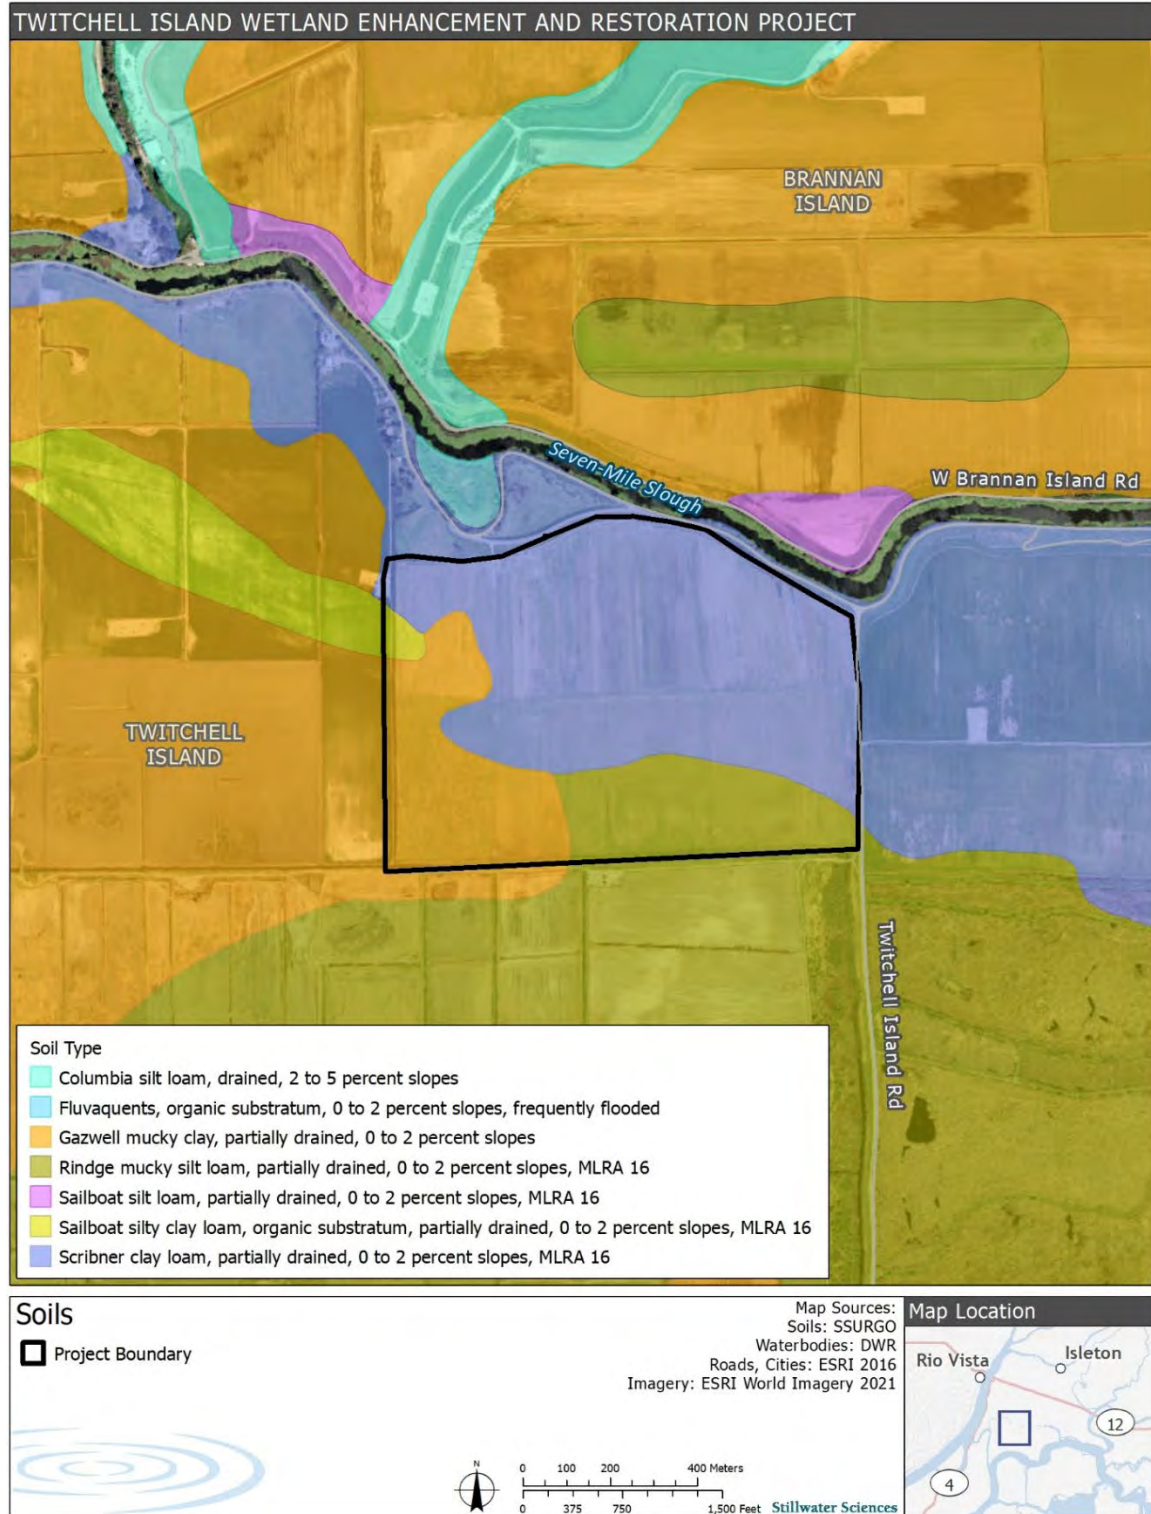 TWITCHELL ISLAND WETLAND ENHANCEMENT AND RESTORATION PROJECT
BRANNAN
ISLAND
Seven-Mile Slough
W Brannan Island Rd
TWITCHELL
ISLAND
Twitchell Island Rd
Soil Type
Columbia silt loam, drained, 2 to 5 percent slopes
Fluvaquents, organic substratum, 0 to 2 percent slopes, frequently flooded
Gazwell mucky clay, partially drained, 0 to 2 percent slopes
Rindge mucky silt loam, partially drained, 0 to 2 percent slopes, MLRA 16
Sailboat silt loam, partially drained, 0 to 2 percent slopes, MLRA 16
Sailboat silty clay loam, organic substratum, partially drained, 0 to 2 percent slopes, MLRA 16
Scribner clay loam, partially drained, 0 to 2 percent slopes, MLRA 16
Soils
Project Boundary
Map Sources:
Soils: SSURGO
Waterbodies: DWR
Roads, Cities: ESRI 2016
Imagery: ESRI World Imagery 2021
N
0 100 200 400 Meters
0 375 750 1,500 Feet
Stillwater Sciences
Map Location
Rio Vista
Isleton
12
4